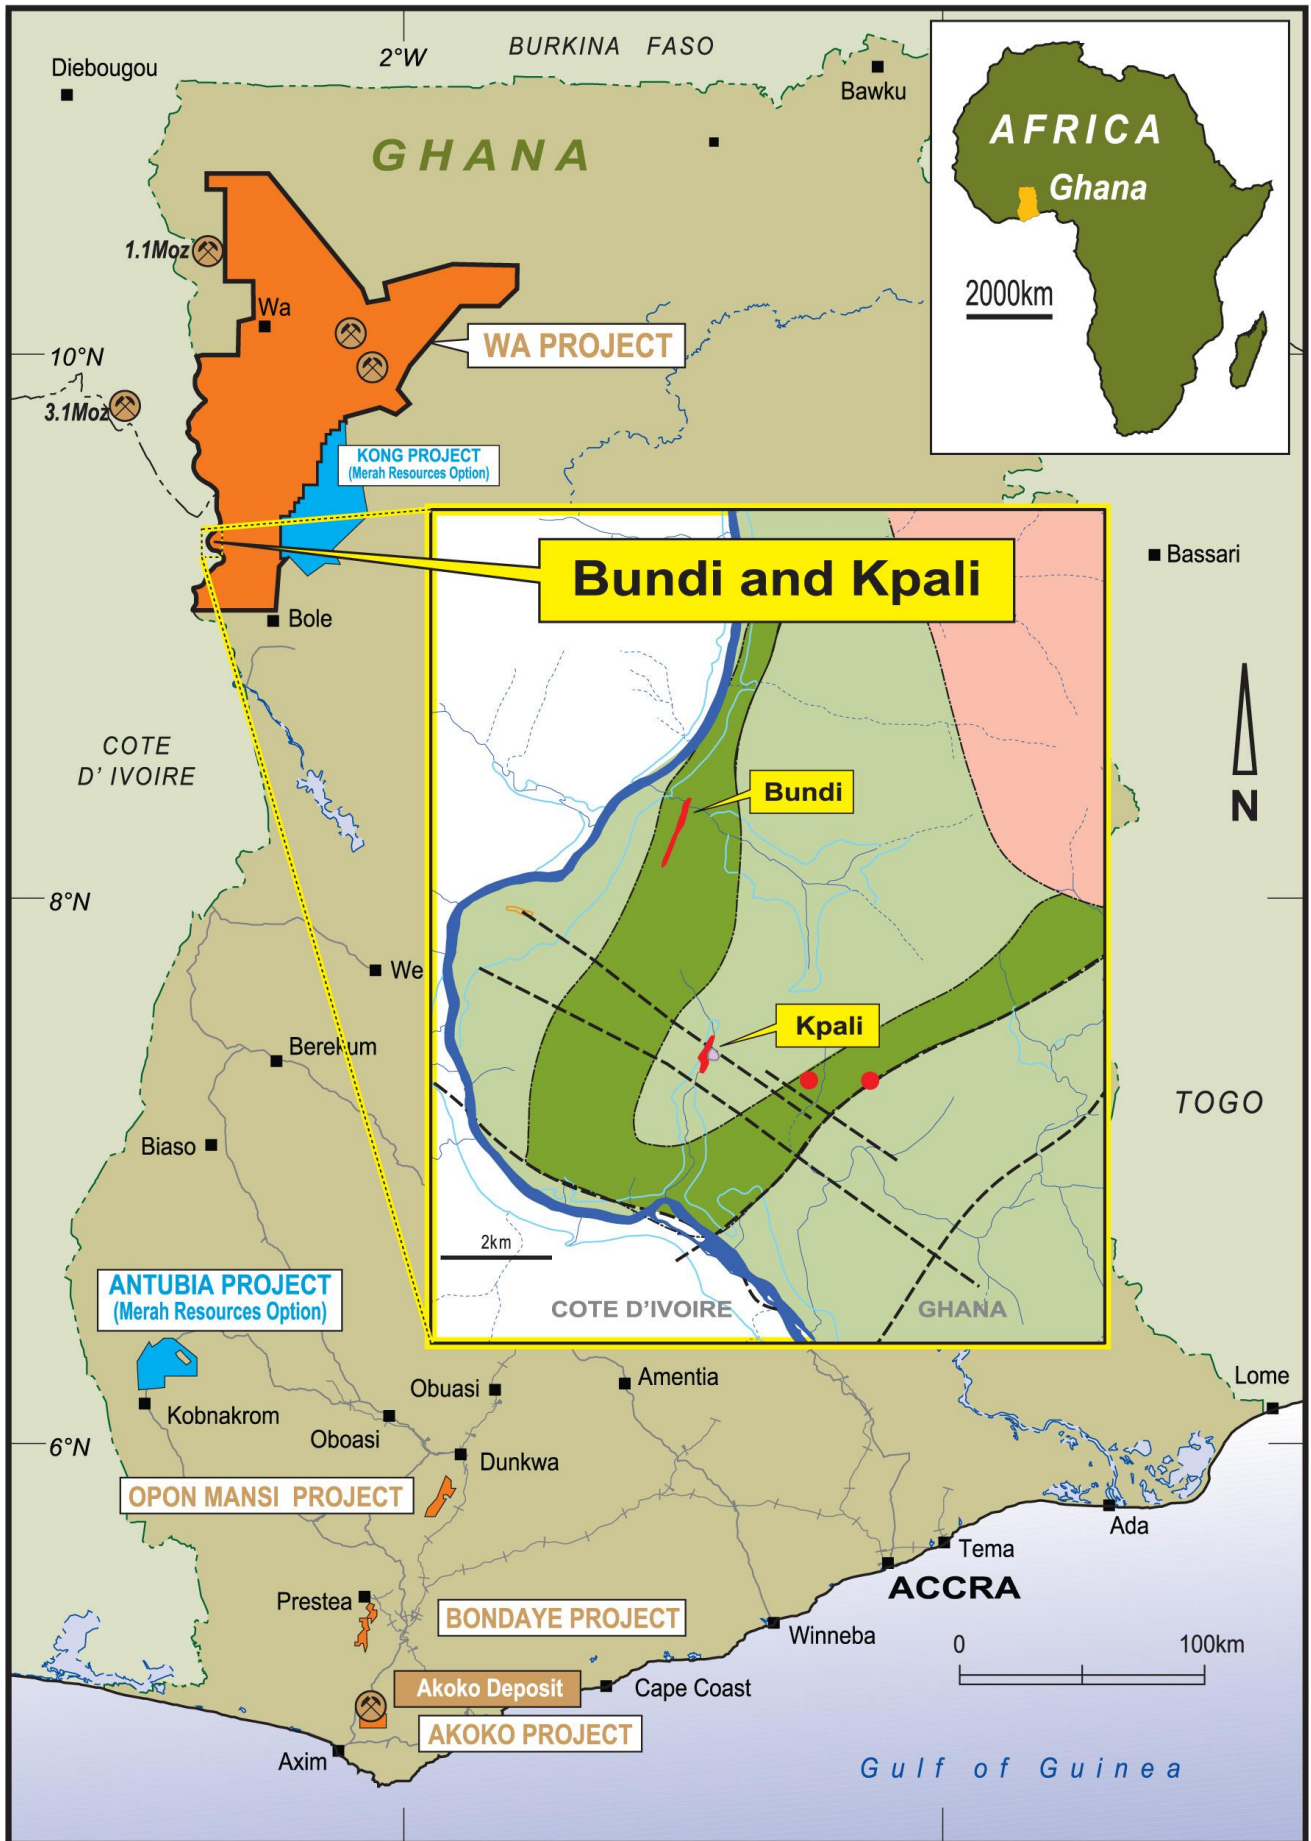 BURKINA FASO
2°W
Diebougou
Bawku
GHANA
AFRICA
Ghana
2000km
1.1Moz
Wa
WA PROJECT
10°N
3.1Moz
KONG PROJECT
(Merah Resources Option)
Bassari
Bundi and Kpali
Bole
COTE
D' IVOIRE
N
Bundi
8°N
We
Kpali
Berekum
TOGO
Biaso
2km
COTE D'IVOIRE
GHANA
ANTUBIA PROJECT
(Merah Resources Option)
Obuasi
Amentia
Lome
Kobnakrom
Oboasi
6°N
Dunkwa
OPON MANSI PROJECT
Ada
Tema
ACCRA
Prestea
BONDAYE PROJECT
Winneba
0
100km
Akoko Deposit
Cape Coast
AKOKO PROJECT
Axim
Gulf of Guinea